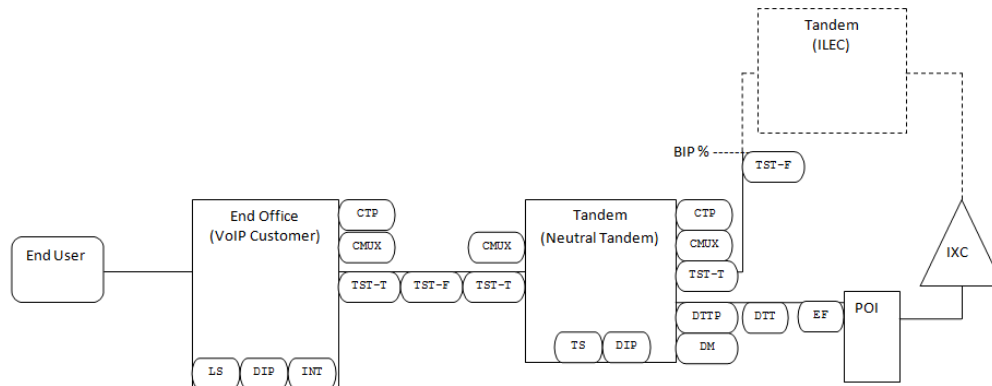 Tandem
(ILEC)
BIP %
TST-F
End Office
(VoIP Customer)
CTP
CMUX
CMUX
Tandem
(Neutral Tandem)
CTP
CMUX
End User
IXC
TST-T
TST-F
TST-T
TST-T
DTTP
DTT
EF
POI
TS
DIP
DM
LS
DIP
INT